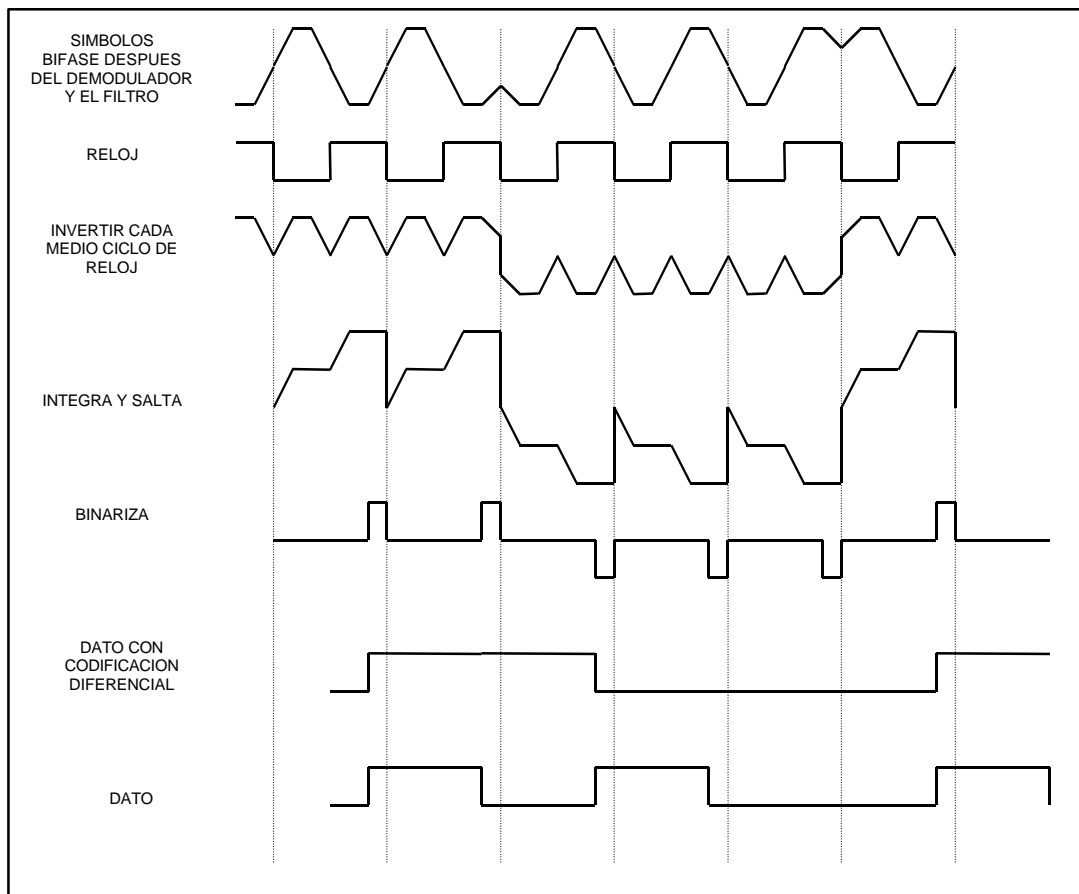 SIMBOLOS
BIFASE DESPUES
DEL DEMODULADOR
Y EL FILTRO
RELOJ
INVERTIR CADA
MEDIO CICLO DE
RELOJ
INTEGRA Y SALTA
BINARIZA
DATO CON
CODIFICACION
DIFERENCIAL
DATO